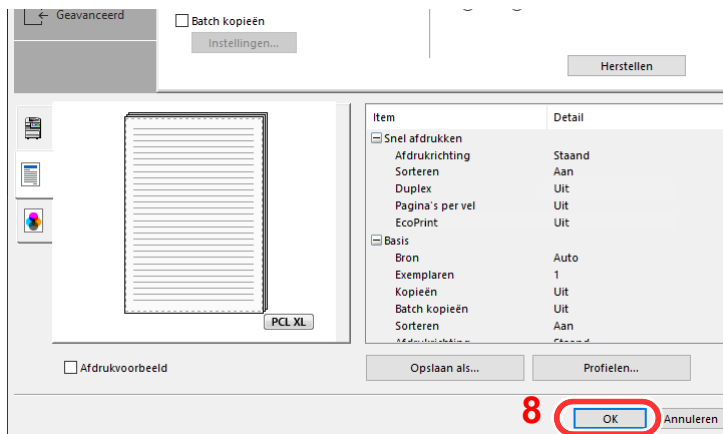 Geavanceerd
Batch kopieën
Instellingen...
Herstellen
Item Detail
Snel afdrukken
Afdrukrichting Staand
Sorteren Aan
Duplex Uit
Pagina's per vel Uit
EcoPrint Uit
Basis
Bron Auto
Exemplaren 1
Kopieën Uit
Batch kopieën Uit
Sorteren Aan
Afdrukrichting Staand
PCL XL
Afdrukvoorbeeld
Opslaan als...
Profielen...
8
OK
Annuleren